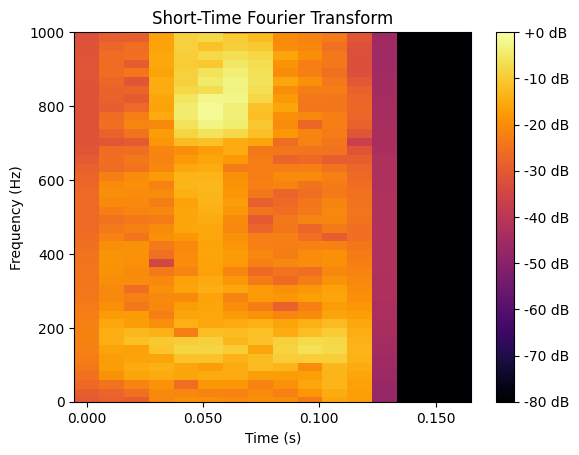 Short-Time Fourier Transform
Frequency (Hz)
1000
800
600
400
200
0
0.000
0.050
0.100
0.150
Time (s)
+0 dB
-10 dB
-20 dB
-30 dB
-40 dB
-50 dB
-60 dB
-70 dB
-80 dB